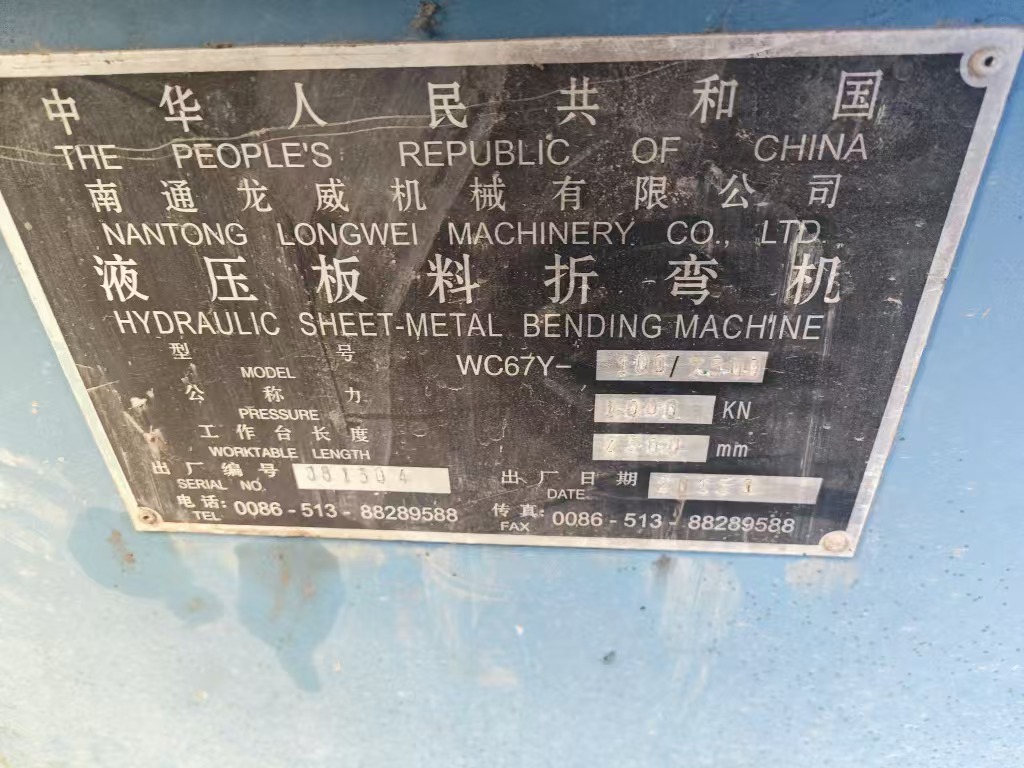 中华人民共和国
THE PEOPLE'S REPUBLIC OF CHINA
南通龙威机械有限公司
NANTONG LONGWEI MACHINERY CO., LTD.
液压板料折弯机
HYDRAULIC SHEET-METAL BENDING MACHINE
型号
MODEL WC67Y-100/
公称力
PRESSURE 1000 KN
工作台长度
WORKTABLE LENGTH mm
出厂编号 081304 出厂日期
SERIAL NO. DATE
电话: 0086-513-88289588 传真: 0086-513-88289588
TEL FAX